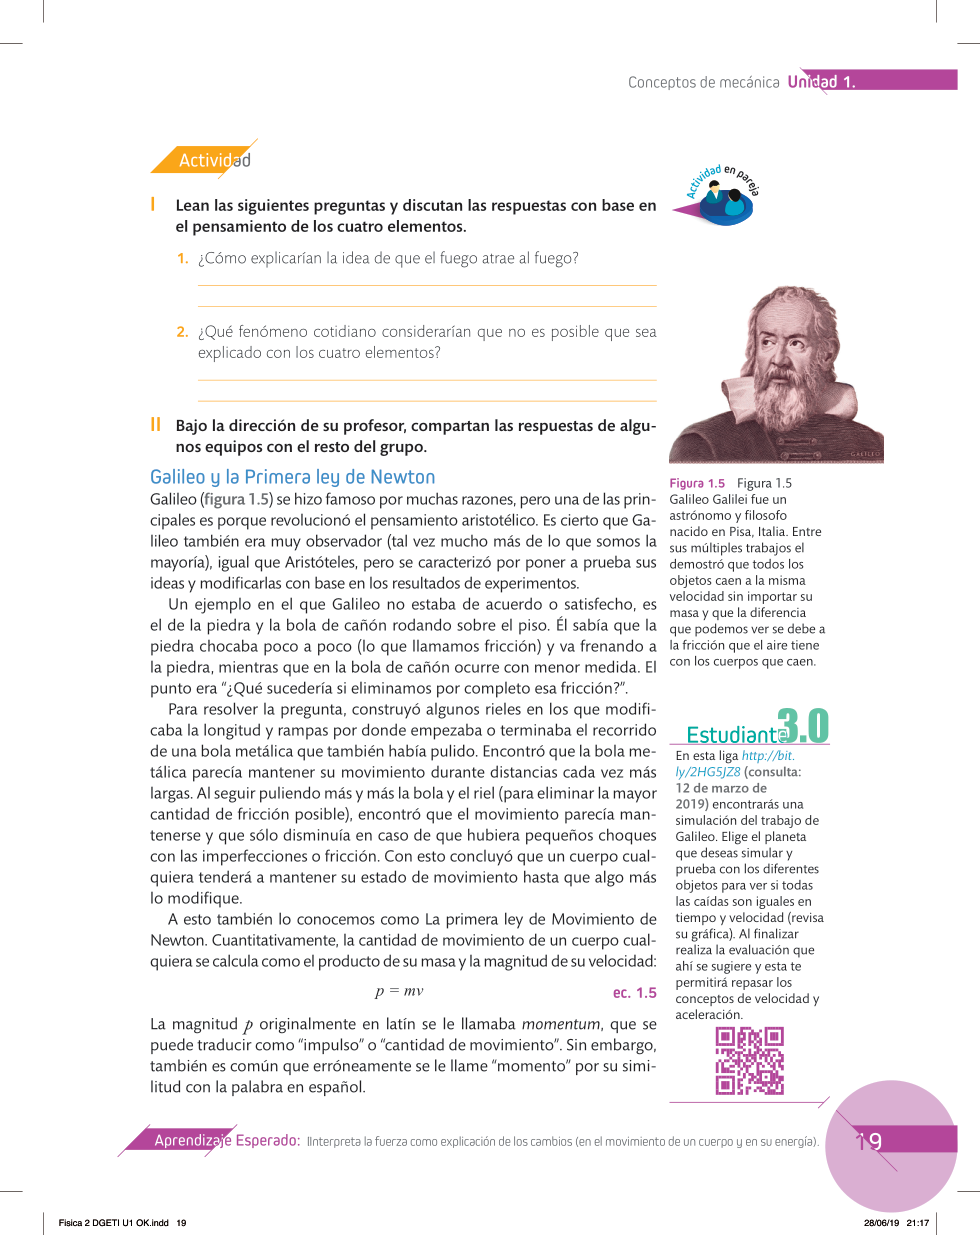 Conceptos de mecánica Unidad 1.
Actividad
Actividad en pareja
I Lean las siguientes preguntas y discutan las respuestas con base en
el pensamiento de los cuatro elementos.
1. ¿Cómo explicarían la idea de que el fuego atrae al fuego?
2. ¿Qué fenómeno cotidiano considerarían que no es posible que sea
explicado con los cuatro elementos?
II Bajo la dirección de su profesor, compartan las respuestas de algu-
nos equipos con el resto del grupo.
Galileo y la Primera ley de Newton
Galileo (figura 1.5) se hizo famoso por muchas razones, pero una de las prin-
cipales es porque revolucionó el pensamiento aristotélico. Es cierto que Ga-
lileo también era muy observador (tal vez mucho más de lo que somos la
mayoría), igual que Aristóteles, pero se caracterizó por poner a prueba sus
ideas y modificarlas con base en los resultados de experimentos.
Un ejemplo en el que Galileo no estaba de acuerdo o satisfecho, es
el de la piedra y la bola de cañón rodando sobre el piso. Él sabía que la
piedra chocaba poco a poco (lo que llamamos fricción) y va frenando a
la piedra, mientras que en la bola de cañón ocurre con menor medida. El
punto era “¿Qué sucedería si eliminamos por completo esa fricción?”.
Para resolver la pregunta, construyó algunos rieles en los que modifi-
caba la longitud y rampas por donde empezaba o terminaba el recorrido
de una bola metálica que también había pulido. Encontró que la bola me-
tálica parecía mantener su movimiento durante distancias cada vez más
largas. Al seguir puliendo más y más la bola y el riel (para eliminar la mayor
cantidad de fricción posible), encontró que el movimiento parecía man-
tenerse y que sólo disminuía en caso de que hubiera pequeños choques
con las imperfecciones o fricción. Con esto concluyó que un cuerpo cual-
quiera tenderá a mantener su estado de movimiento hasta que algo más
lo modifique.
A esto también lo conocemos como La primera ley de Movimiento de
Newton. Cuantitativamente, la cantidad de movimiento de un cuerpo cual-
quiera se calcula como el producto de su masa y la magnitud de su velocidad:
p = mv ec. 1.5
La magnitud p originalmente en latín se le llamaba momentum, que se
puede traducir como “impulso” o “cantidad de movimiento”. Sin embargo,
también es común que erróneamente se le llame “momento” por su simi-
litud con la palabra en español.
GALILEO
Figura 1.5 Figura 1.5
Galileo Galilei fue un
astrónomo y filosofo
nacido en Pisa, Italia. Entre
sus múltiples trabajos el
demostró que todos los
objetos caen a la misma
velocidad sin importar su
masa y que la diferencia
que podemos ver se debe a
la fricción que el aire tiene
con los cuerpos que caen.
Estudiante 3.0
En esta liga http://bit.
ly/2HG5JZ8 (consulta:
12 de marzo de
2019) encontrarás una
simulación del trabajo de
Galileo. Elige el planeta
que deseas simular y
prueba con los diferentes
objetos para ver si todas
las caídas son iguales en
tiempo y velocidad (revisa
su gráfica). Al finalizar
realiza la evaluación que
ahí se sugiere y esta te
permitirá repasar los
conceptos de velocidad y
aceleración.
Aprendizaje Esperado: IInterpreta la fuerza como explicación de los cambios (en el movimiento de un cuerpo y en su energía).
19
Fisica 2 DGETI U1 OK.indd 19
28/06/19 21:17